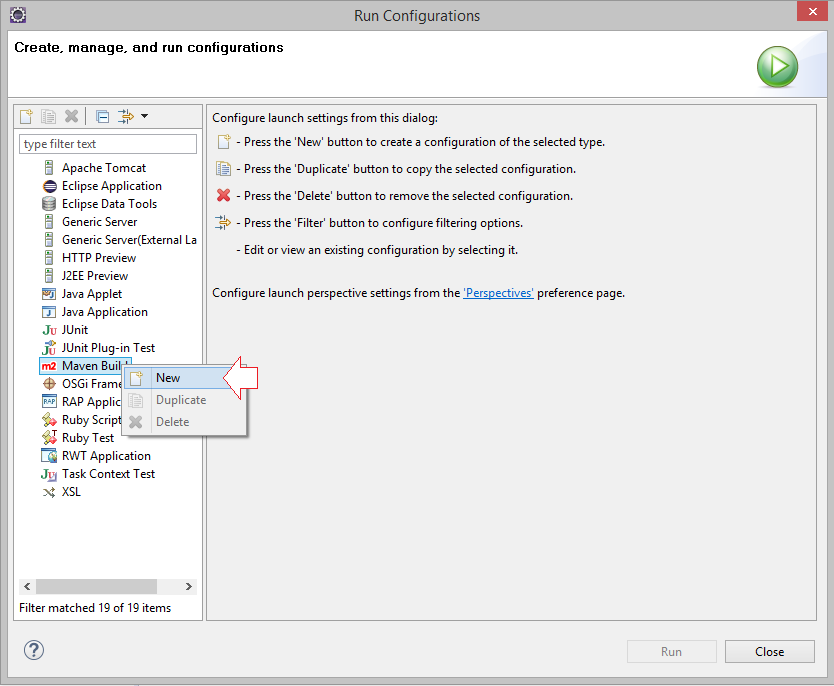 Run Configurations
Create, manage, and run configurations
type filter text
Apache Tomcat
Eclipse Application
Eclipse Data Tools
Generic Server
Generic Server(External La
HTTP Preview
J2EE Preview
Java Applet
Java Application
JUnit
JUnit Plug-in Test
m2 Maven Build
OSGi Frame
RAP RAP Applic
Ruby Script
Ruby Test
RWT Application
Task Context Test
XSL
New
Duplicate
Delete
Filter matched 19 of 19 items
Configure launch settings from this dialog:
- Press the 'New' button to create a configuration of the selected type.
- Press the 'Duplicate' button to copy the selected configuration.
- Press the 'Delete' button to remove the selected configuration.
- Press the 'Filter' button to configure filtering options.
- Edit or view an existing configuration by selecting it.
Configure launch perspective settings from the 'Perspectives' preference page.
?
Run
Close